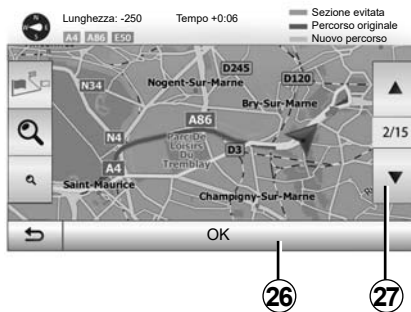 Lunghezza: -250 Tempo +0:06
Sezione evitata
Percorso originale
Nuovo percorso
A4 A86 E50
D245
N34
D120
Nogent-Sur-Marne
Bry-Sur-Marne
A86
2/15
N4
Parc De
Loisirs
Du
Tremblay
D3
A4
Saint-Maurice
Champigny-Sur-Marne
OK
26 27